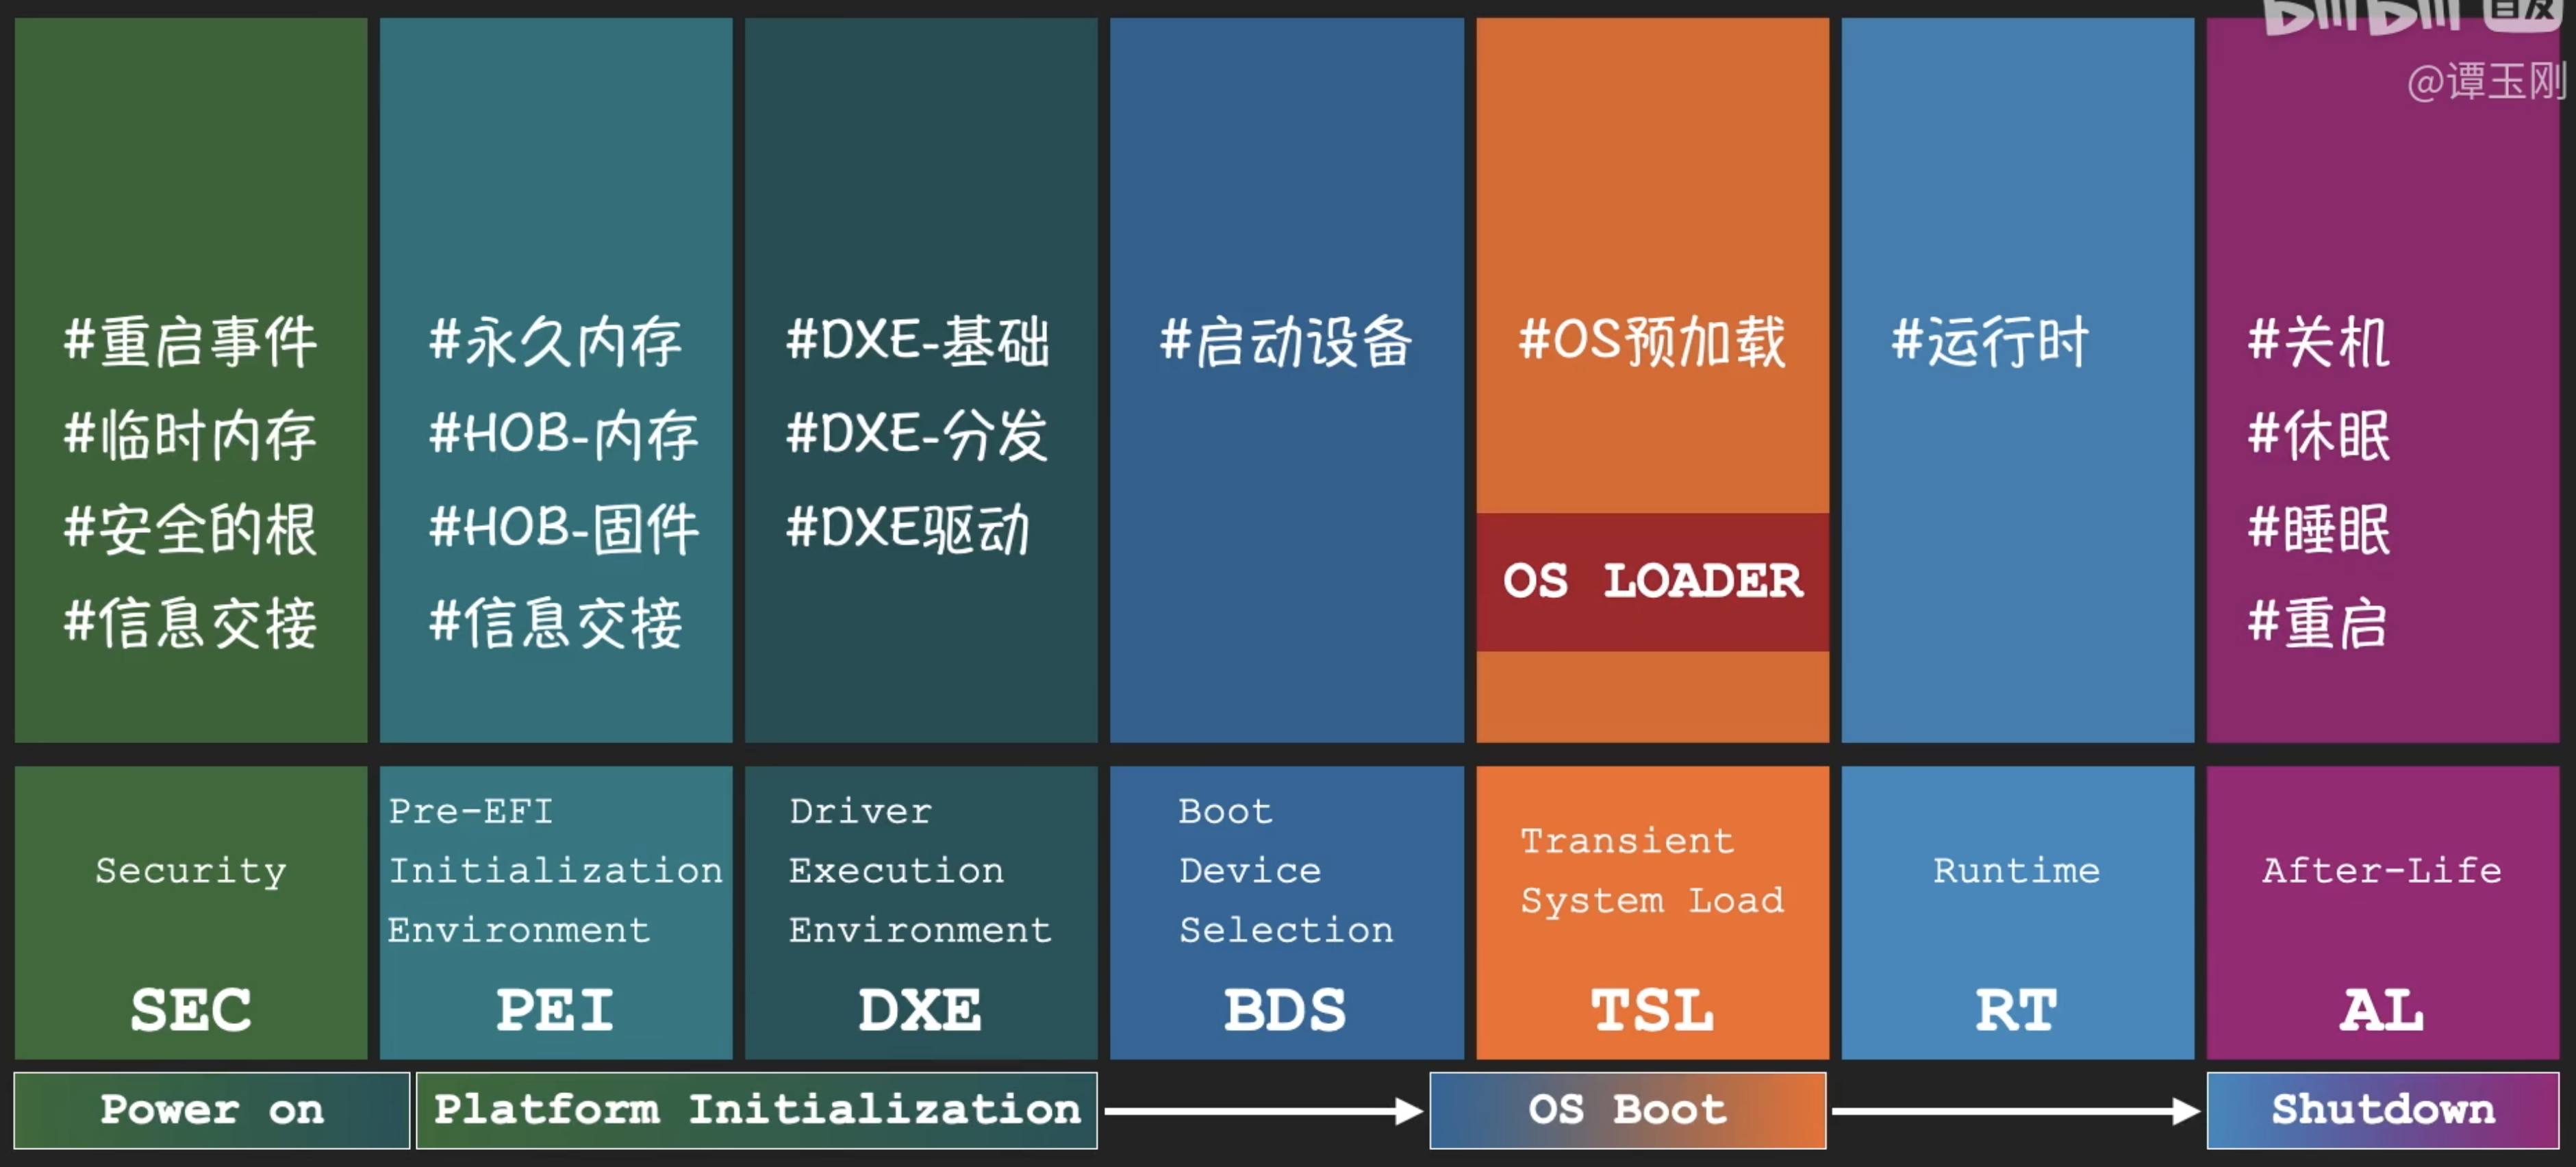 bilibili
@谭玉刚
#重启事件
#临时内存
#安全的根
#信息交接
#永久内存
#HOB-内存
#HOB-固件
#信息交接
#DXE-基础
#DXE-分发
#DXE驱动
#启动设备
#OS预加载
OS LOADER
#运行时
#关机
#休眠
#睡眠
#重启
Security
SEC
Pre-EFI
Initialization
Environment
PEI
Driver
Execution
Environment
DXE
Boot
Device
Selection
BDS
Transient
System Load
TSL
Runtime
RT
After-Life
AL
Power on
Platform Initialization
OS Boot
Shutdown